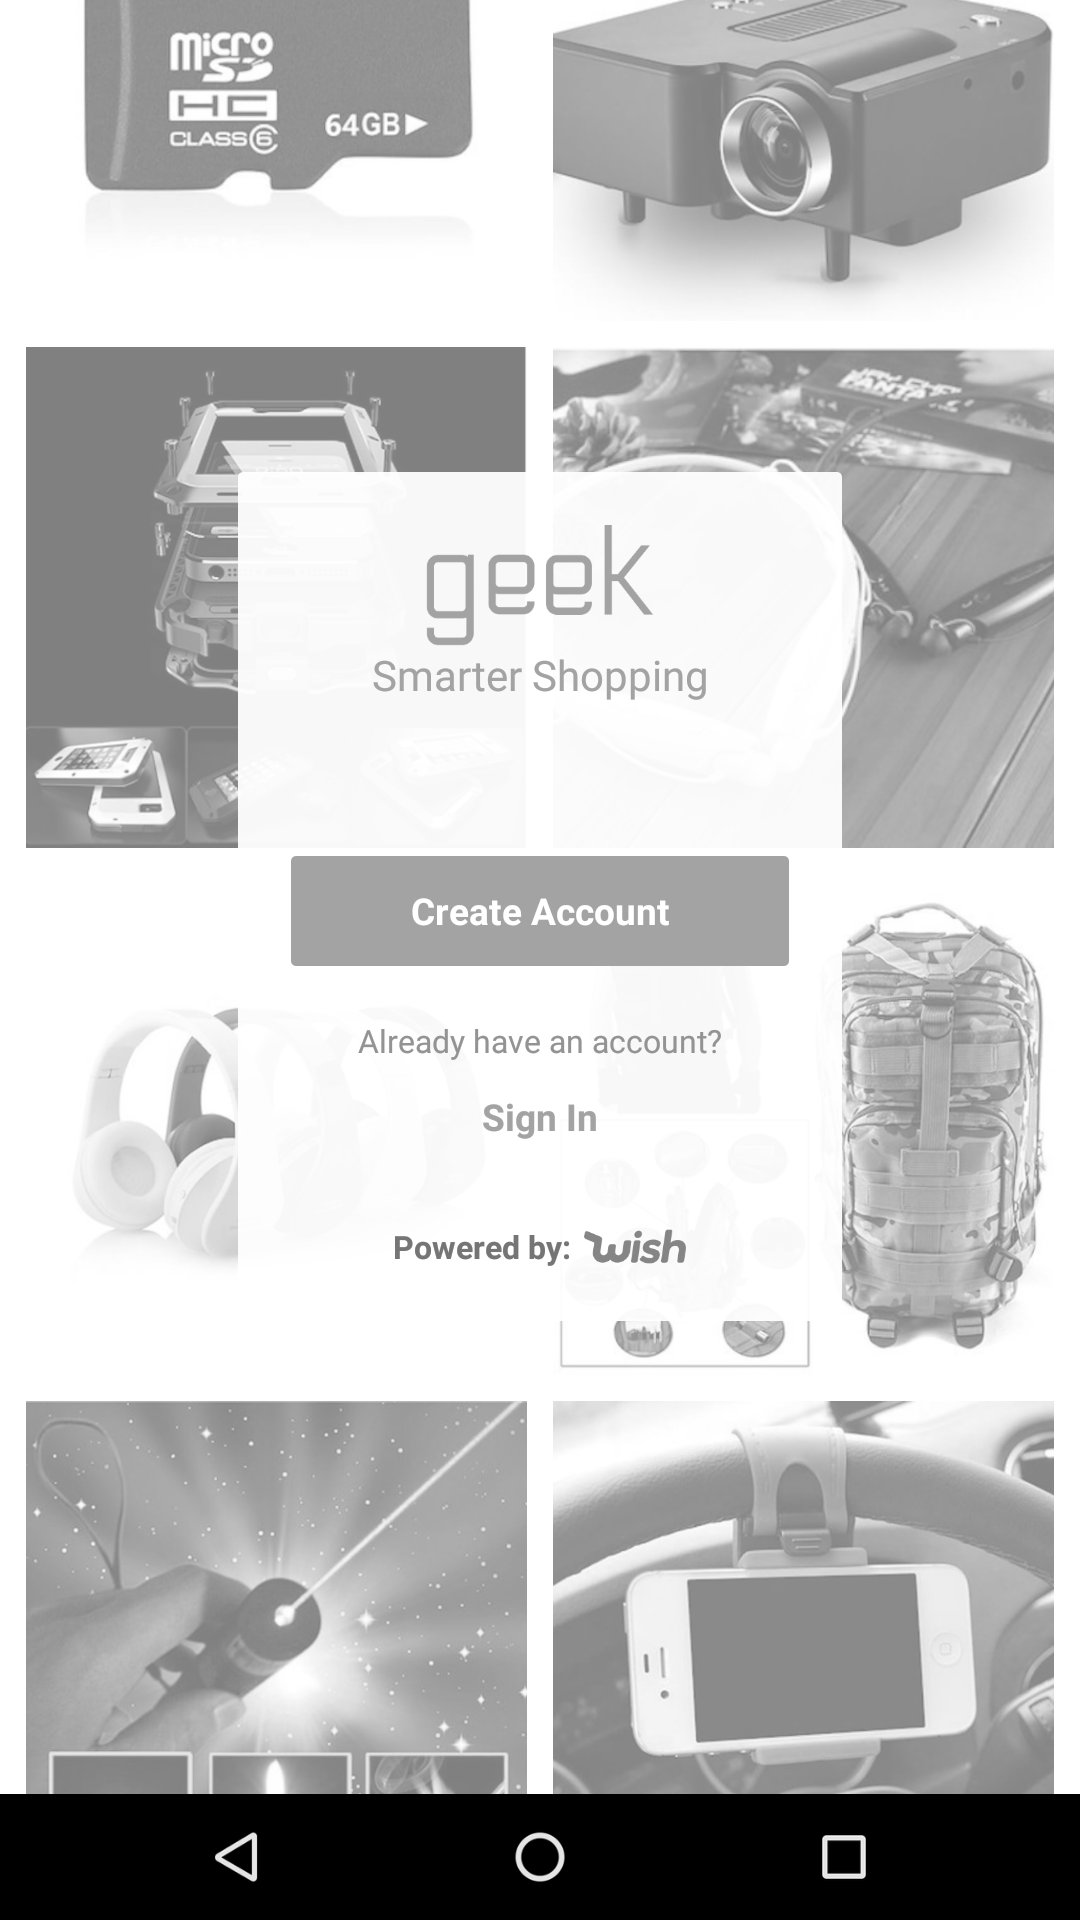 Micro
SD
HC
CLASS 6
64GB
geek
Smarter Shopping
Create Account
Already have an account?
Sign In
Powered by: wish